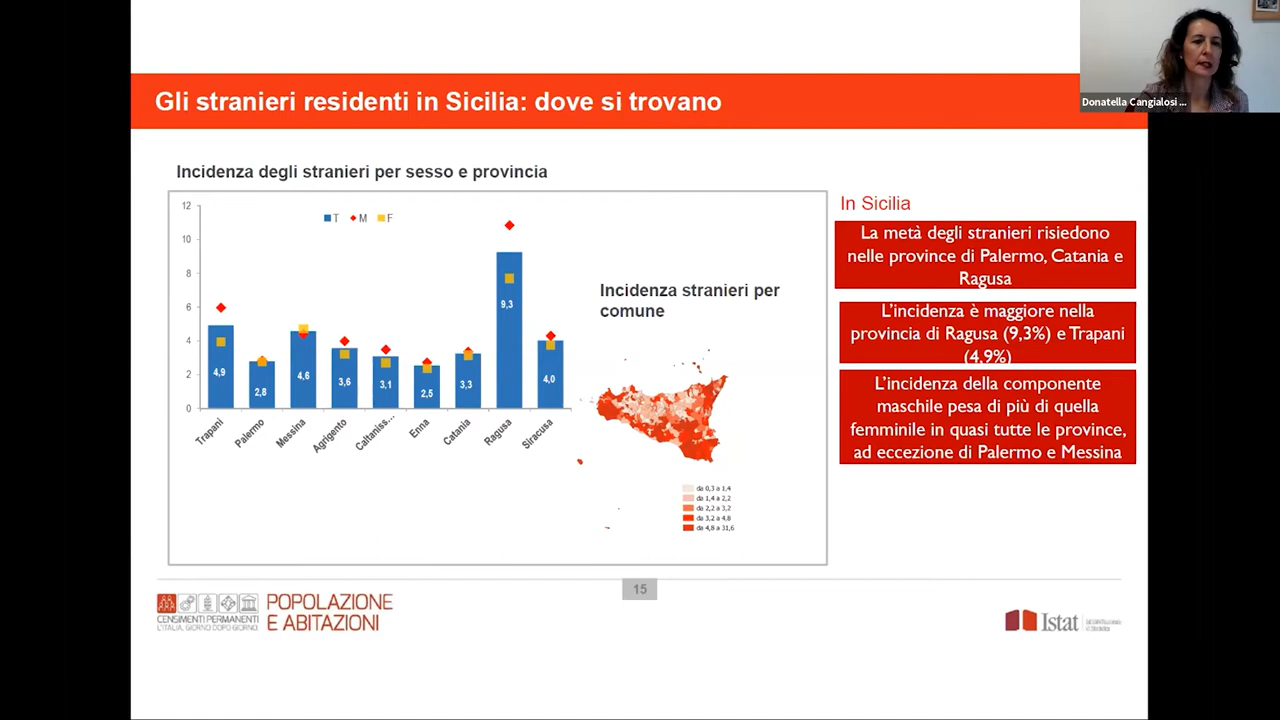 Donatella Cangialosi ...
Gli stranieri residenti in Sicilia: dove si trovano
Incidenza degli stranieri per sesso e provincia
12
10
8
6
4
2
0
T M F
4,9
2,8
4,6
3,6
3,1
2,5
3,3
9,3
4,0
Trapani
Palermo
Messina
Agrigento
Caltaniss...
Enna
Catania
Ragusa
Siracusa
Incidenza stranieri per
comune
da 0,3 a 1,4
da 1,4 a 2,2
da 2,2 a 3,2
da 3,2 a 4,8
da 4,8 a 31,6
In Sicilia
La metà degli stranieri risiedono
nelle province di Palermo, Catania e
Ragusa
L'incidenza è maggiore nella
provincia di Ragusa (9,3%) e Trapani
(4,9%)
L'incidenza della componente
maschile pesa di più di quella
femminile in quasi tutte le province,
ad eccezione di Palermo e Messina
15
CENSIMENTI PERMANENTI
L'ITALIA, GIORNO DOPO GIORNO.
POPOLAZIONE
E ABITAZIONI
Istat